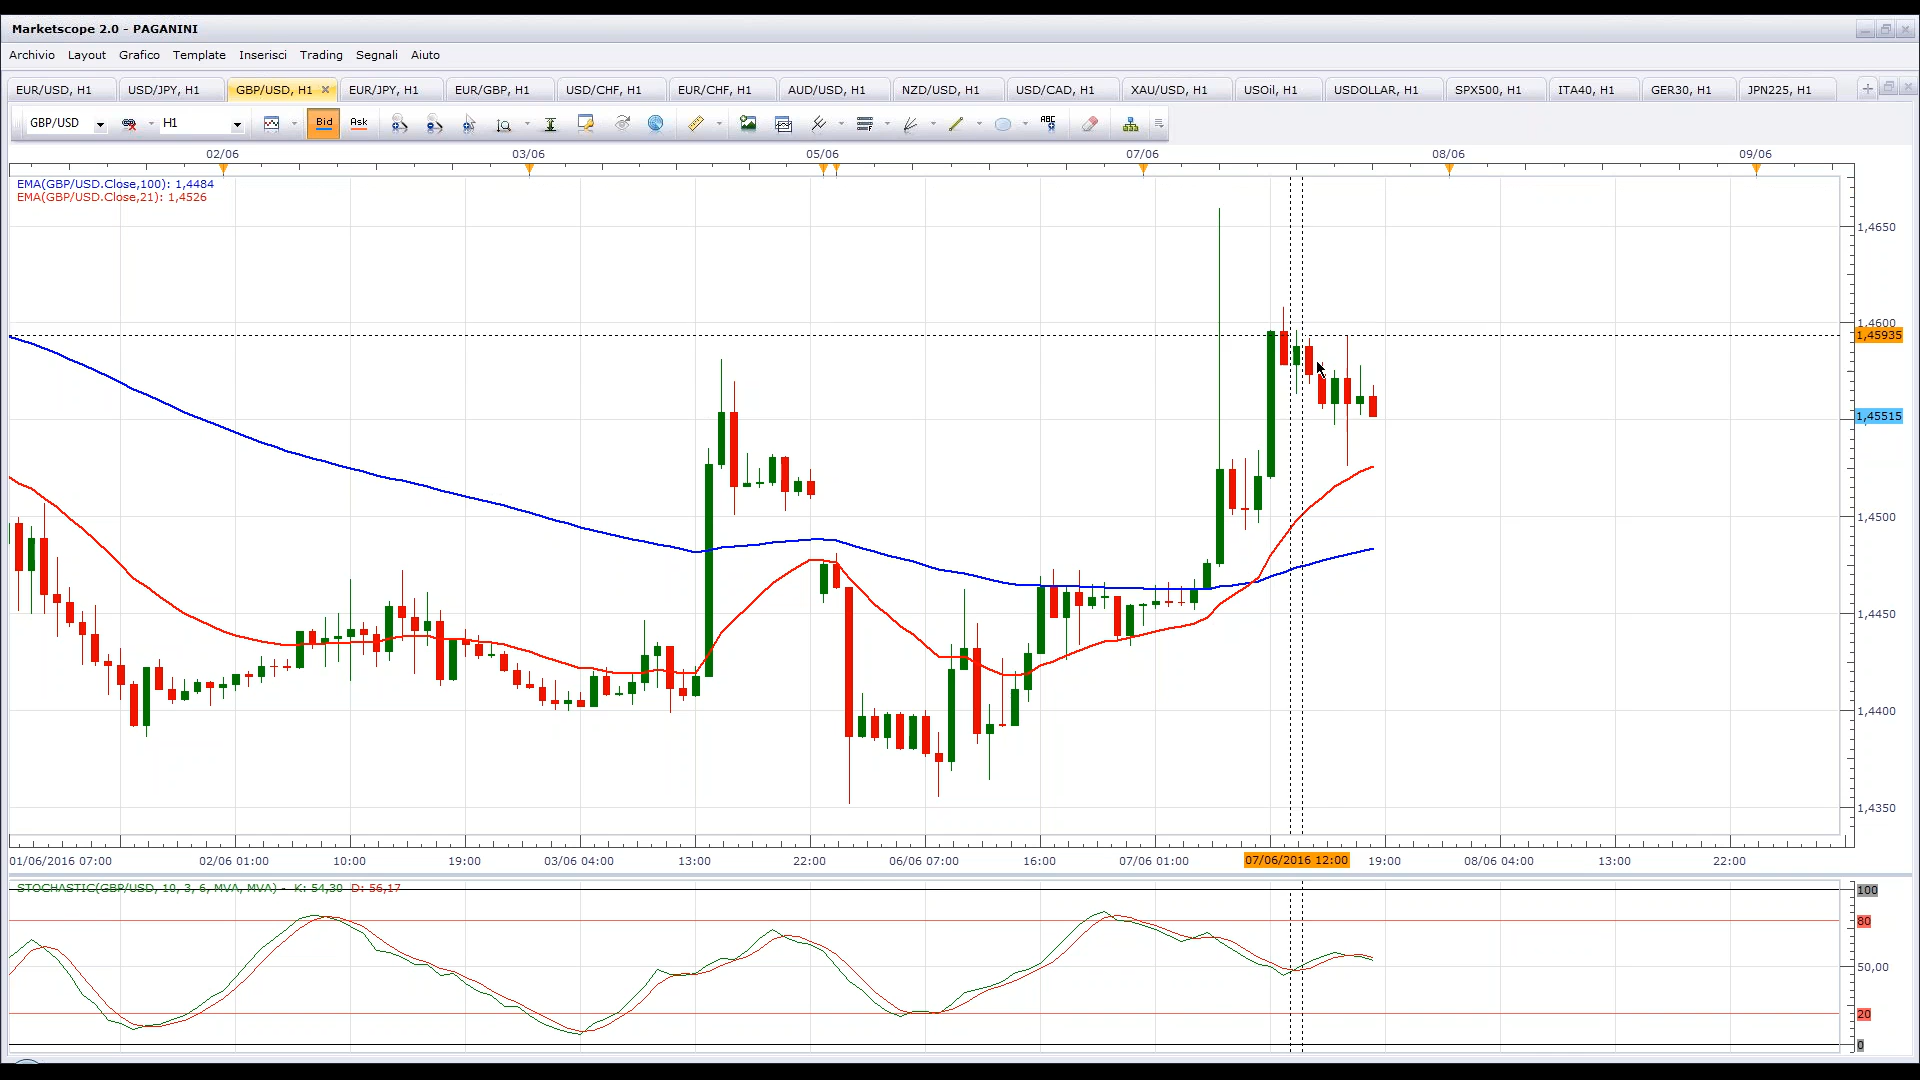 Marketscope 2.0 - PAGANINI
Archivio Layout Grafico Template Inserisci Trading Segnali Aiuto
EUR/USD, H1 USD/JPY, H1 GBP/USD, H1 EUR/JPY, H1 EUR/GBP, H1 USD/CHF, H1 EUR/CHF, H1 AUD/USD, H1 NZD/USD, H1 USD/CAD, H1 XAU/USD, H1 USOil, H1 USDOLLAR, H1 SPX500, H1 ITA40, H1 GER30, H1 JPN225, H1
GBP/USD H1 Bid Ask ABC
02/06 03/06 05/06 07/06 08/06 09/06
EMA(GBP/USD.Close,100): 1,4484
EMA(GBP/USD.Close,21): 1,4526
1,4650
1,4600
1,45935
1,45515
1,4500
1,4450
1,4400
1,4350
01/06/2016 07:00 02/06 01:00 10:00 19:00 03/06 04:00 13:00 22:00 06/06 07:00 16:00 07/06 01:00 07/06/2016 12:00 19:00 08/06 04:00 13:00 22:00
STOCHASTIC(GBP/USD, 10, 3, 6, MVA, MVA) - K: 54,30 D: 56,17
100
80
50,00
20
0